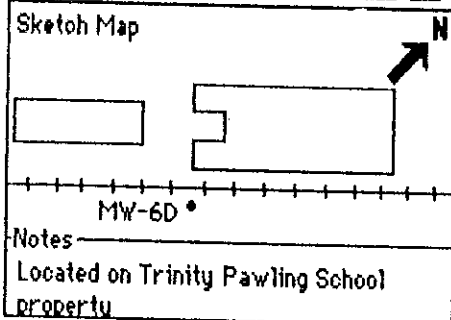 Sketch Map
N
MW-6D
Notes
Located on Trinity Pawling School
property